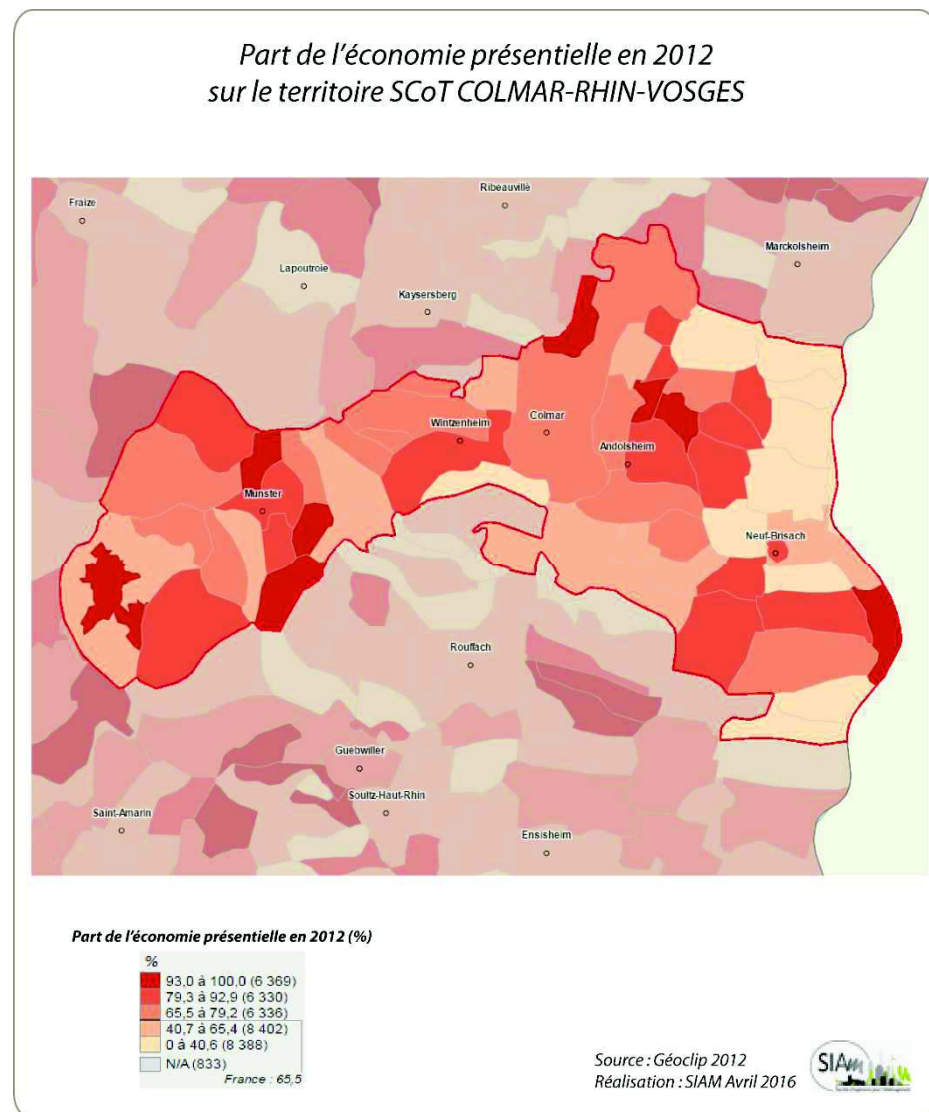 Part de l'économie présentielle en 2012
sur le territoire SCoT COLMAR-RHIN-VOSGES
Ribeauvillé
Fraize
Marckolsheim
Lapoutroie
Kaysersberg
Wintzenheim
Colmar
Andolsheim
Munster
Neuf-Brisach
Rouffach
Guebwiller
Soultz-Haut-Rhin
Saint-Amarin
Ensisheim
Part de l'économie présentielle en 2012 (%)
%
93,0 à 100,0 (6 369)
79,3 à 92,9 (6 330)
65,5 à 79,2 (6 336)
40,7 à 65,4 (8 402)
0 à 40,6 (8 388)
N/A (833)
France : 65,5
Source : Géoclip 2012
Réalisation : SIAM Avril 2016
SIAm